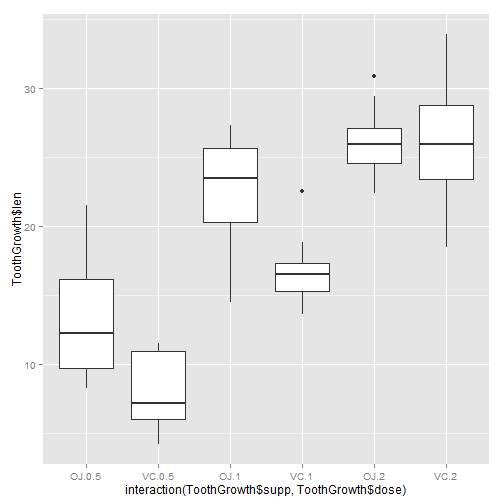 ToothGrowth$len
30
20
10
OJ.0.5 VC.0.5 OJ.1 VC.1 OJ.2 VC.2
interaction(ToothGrowth$supp, ToothGrowth$dose)